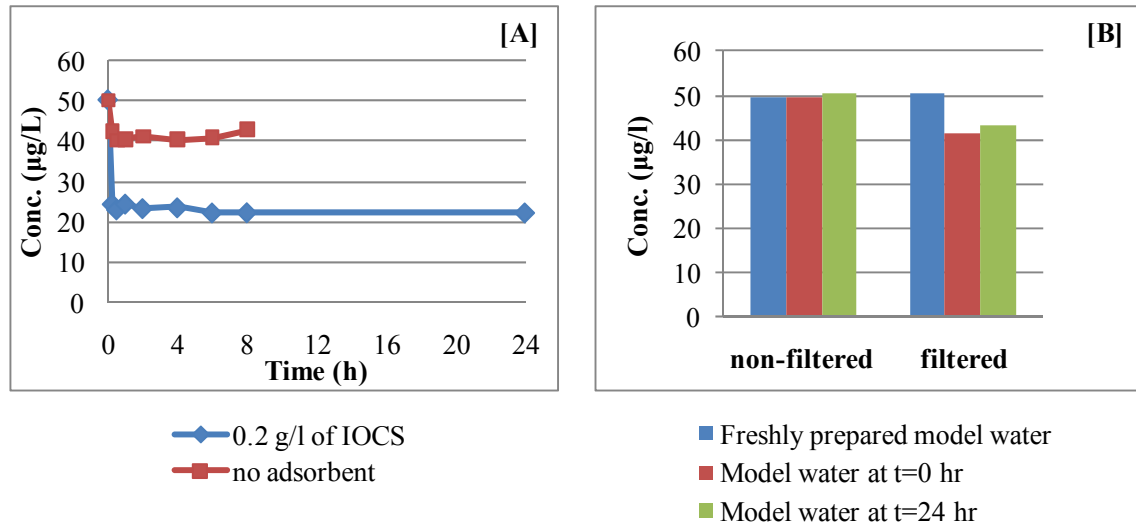 [A]
60
50
40
30
20
10
0
Conc. (µg/L)
0 4 8 12 16 20 24
Time (h)
0.2 g/l of IOCS
no adsorbent
[B]
60
50
40
30
20
10
0
Conc. (µg/l)
non-filtered filtered
Freshly prepared model water
Model water at t=0 hr
Model water at t=24 hr